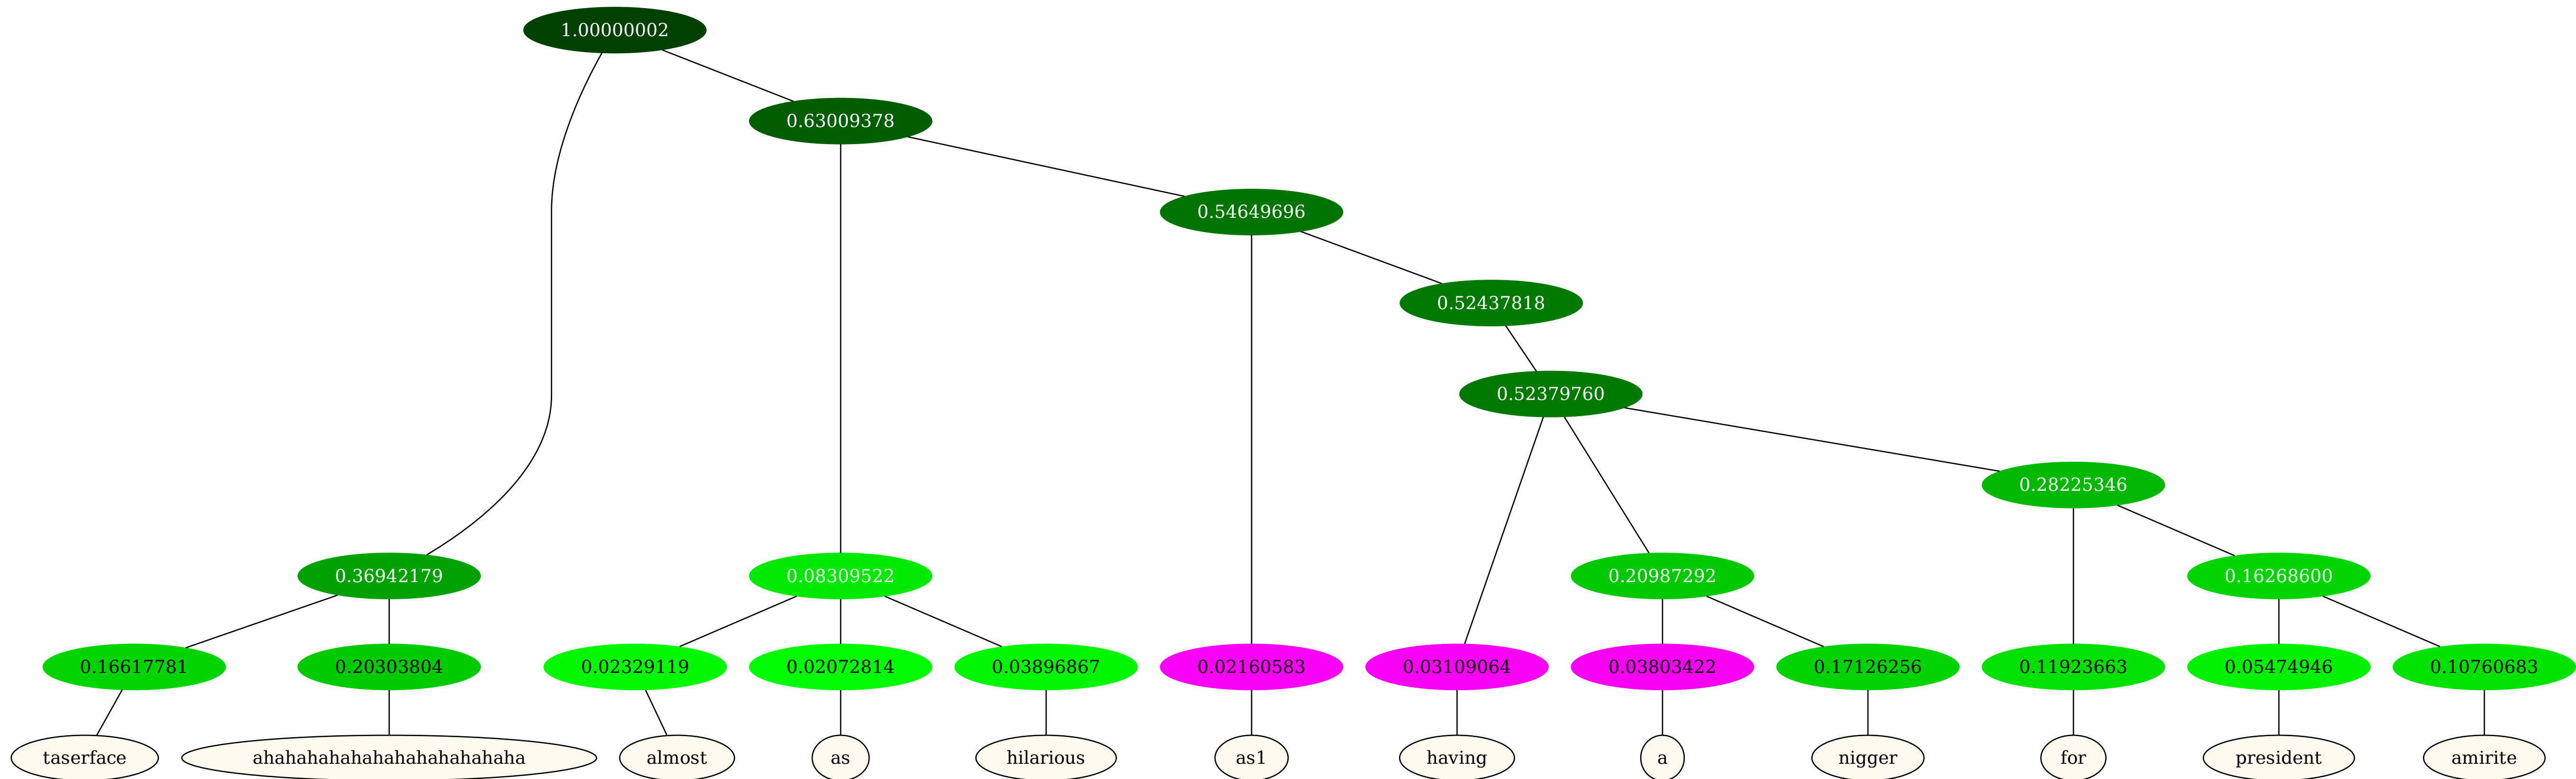 1.00000002
0.63009378
0.54649696
0.52437818
0.52379760
0.28225346
0.36942179 0.08309522 0.20987292 0.16268600
0.16617781 0.20303804 0.02329119 0.02072814 0.03896867 0.02160583 0.03109064 0.03803422 0.17126256 0.11923663 0.05474946 0.10760683
taserface ahahahahahahahahahahaha almost as hilarious as1 having a nigger for president amirite